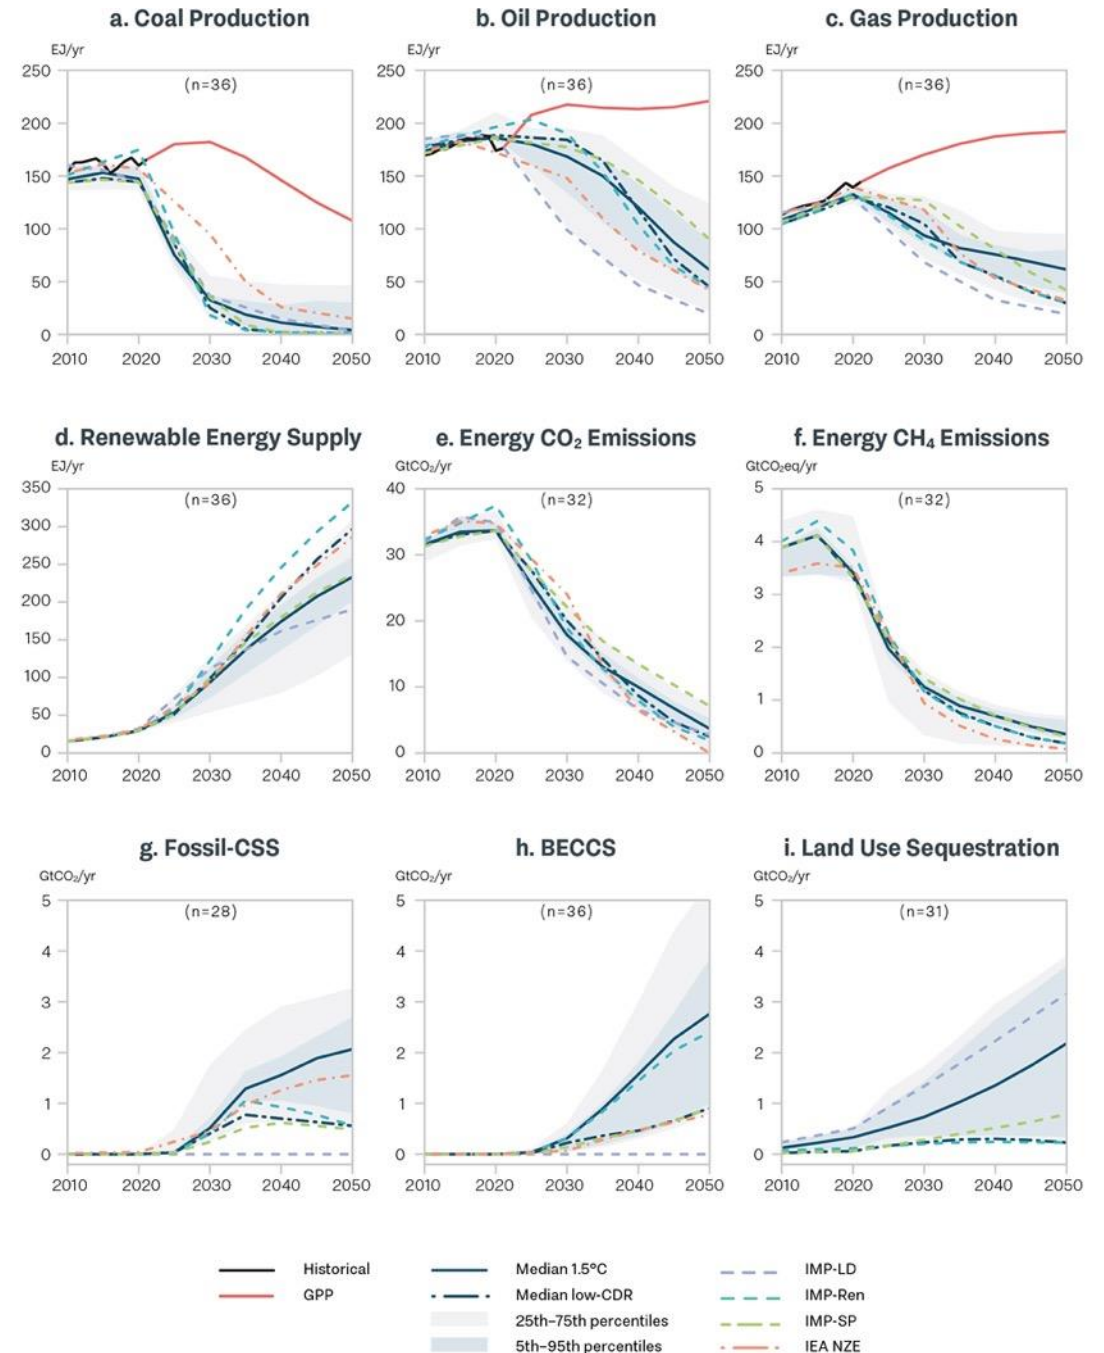 a. Coal Production
b. Oil Production
c. Gas Production
EJ/yr
EJ/yr
EJ/yr
250
200
150
100
50
0
(n=36)
2010 2020 2030 2040 2050
250
200
150
100
50
0
(n=36)
2010 2020 2030 2040 2050
250
200
150
100
50
0
(n=36)
2010 2020 2030 2040 2050
d. Renewable Energy Supply
e. Energy CO₂ Emissions
f. Energy CH₄ Emissions
EJ/yr
GtCO₂/yr
GtCO₂eq/yr
350
300
250
200
150
100
50
0
(n=36)
2010 2020 2030 2040 2050
40
30
20
10
0
(n=32)
2010 2020 2030 2040 2050
5
4
3
2
1
0
(n=32)
2010 2020 2030 2040 2050
g. Fossil-CSS
h. BECCS
i. Land Use Sequestration
GtCO₂/yr
GtCO₂/yr
GtCO₂/yr
5
4
3
2
1
0
(n=28)
2010 2020 2030 2040 2050
5
4
3
2
1
0
(n=36)
2010 2020 2030 2040 2050
5
4
3
2
1
0
(n=31)
2010 2020 2030 2040 2050
Historical
GPP
Median 1.5°C
Median low-CDR
25th–75th percentiles
5th–95th percentiles
IMP-LD
IMP-Ren
IMP-SP
IEA NZE